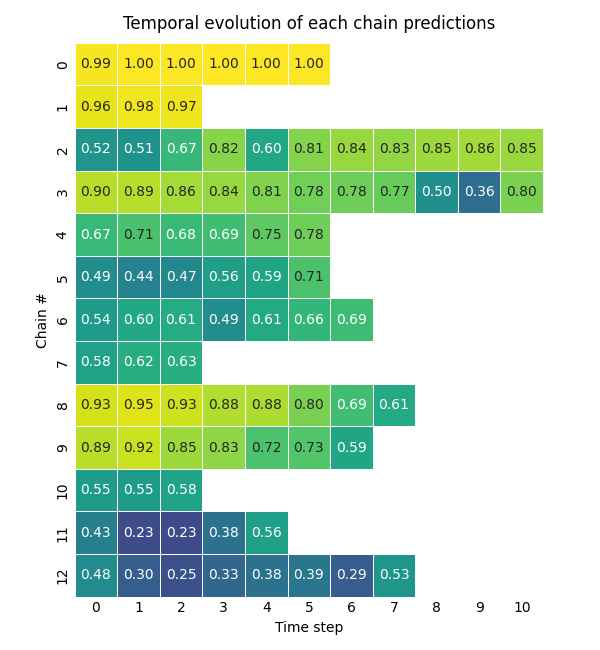 Temporal evolution of each chain predictions
0 0.99 1.00 1.00 1.00 1.00 1.00
1 0.96 0.98 0.97
2 0.52 0.51 0.67 0.82 0.60 0.81 0.84 0.83 0.85 0.86 0.85
3 0.90 0.89 0.86 0.84 0.81 0.78 0.78 0.77 0.50 0.36 0.80
4 0.67 0.71 0.68 0.69 0.75 0.78
5 0.49 0.44 0.47 0.56 0.59 0.71
6 0.54 0.60 0.61 0.49 0.61 0.66 0.69
7 0.58 0.62 0.63
8 0.93 0.95 0.93 0.88 0.88 0.80 0.69 0.61
9 0.89 0.92 0.85 0.83 0.72 0.73 0.59
10 0.55 0.55 0.58
11 0.43 0.23 0.23 0.38 0.56
12 0.48 0.30 0.25 0.33 0.38 0.39 0.29 0.53
0 1 2 3 4 5 6 7 8 9 10
Time step
Chain #